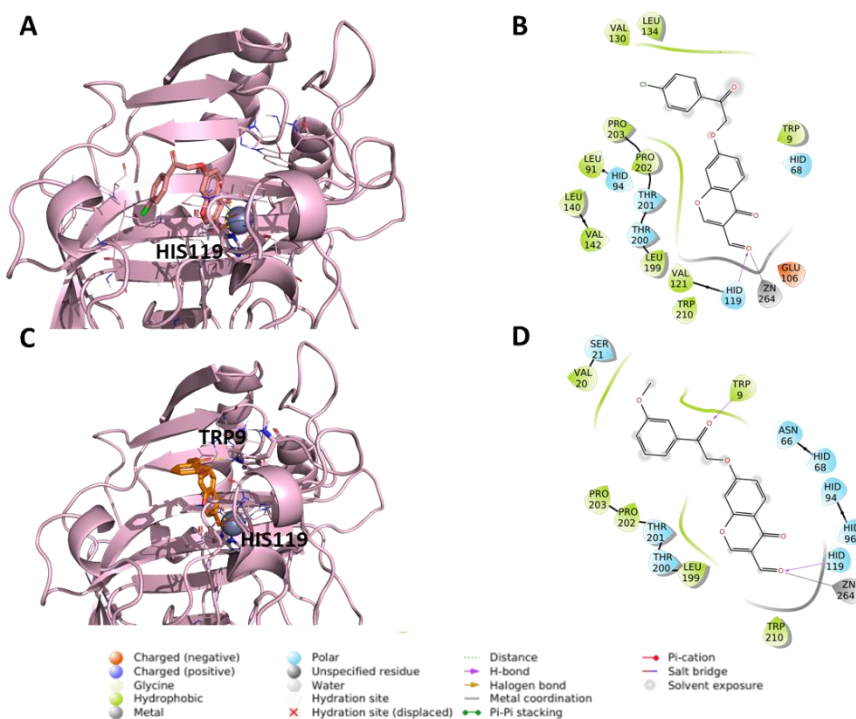 A
HIS119
B
VAL
130
LEU
134
Cl
O
O
PRO
203
TRP
9
LEU
91
HID
94
PRO
202
HID
68
THR
201
LEU
140
VAL
142
THR
200
O
O
LEU
199
O
VAL
121
GLU
106
HID
119
ZN
264
TRP
210
C
TRP9
HIS119
D
SER
21
VAL
20
TRP
9
O
O
O
ASN
66
HID
68
HID
94
PRO
203
PRO
202
THR
201
HID
96
THR
200
LEU
199
O
O
O
HID
119
ZN
264
TRP
210
Charged (negative)
Charged (positive)
Glycine
Hydrophobic
Metal
Polar
Unspecified residue
Water
Hydration site
Hydration site (displaced)
Distance
H-bond
Halogen bond
Metal coordination
Pi-Pi stacking
Pi-cation
Salt bridge
Solvent exposure